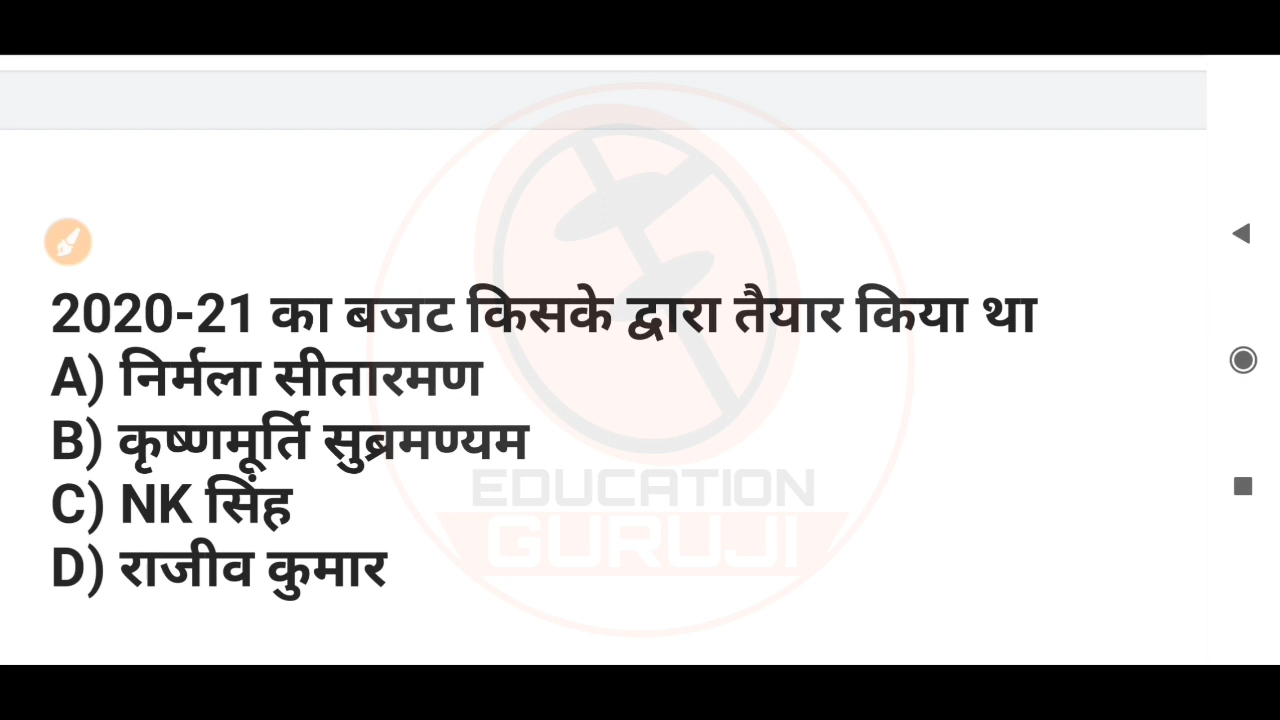 2020-21 का बजट किसके द्वारा तैयार किया था
A) निर्मला सीतारमण
B) कृष्णमूर्ति सुब्रमण्यम
C) NK सिंह
D) राजीव कुमार
EDUCATION
GURUJI